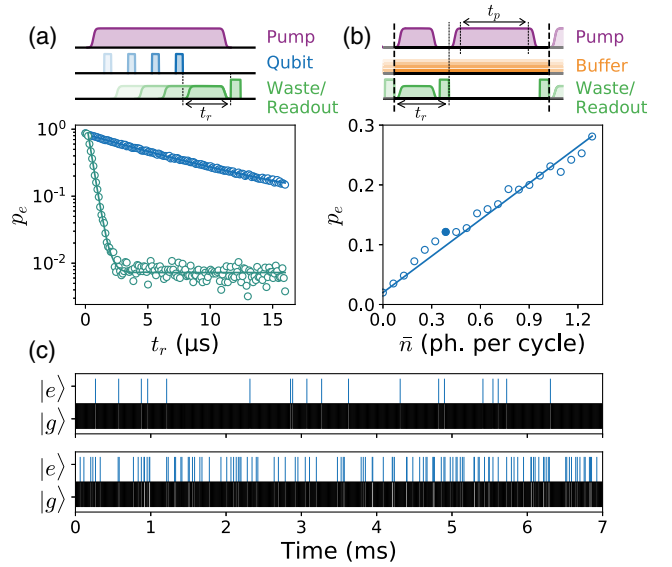 (a)
Pump
Qubit
Waste/
Readout
t_r
10^0
10^-1
10^-2
p_e
0 5 10 15
t_r (μs)
(b)
t_p
Pump
Buffer
Waste/
Readout
t_r
0.3
0.2
0.1
0.0
p_e
0.0 0.3 0.6 0.9 1.2
n̄ (ph. per cycle)
(c)
|e⟩
|g⟩
|e⟩
|g⟩
0 1 2 3 4 5 6 7
Time (ms)